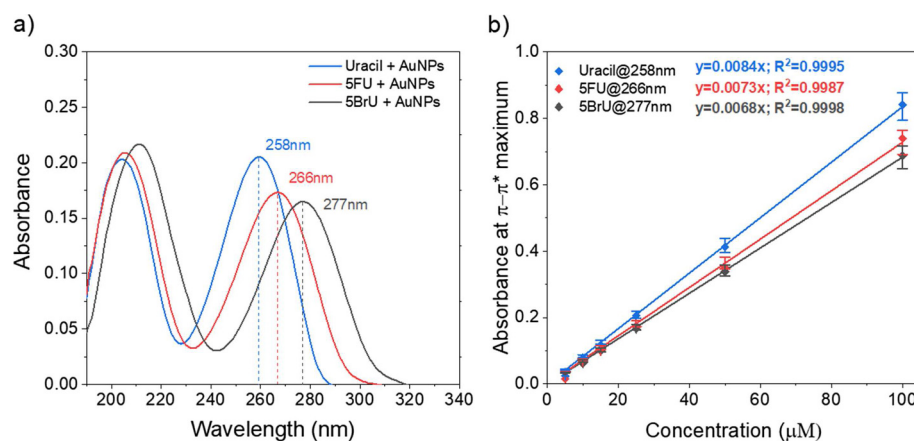 a)
0.30
0.25
0.20
0.15
0.10
0.05
0.00
Absorbance
Uracil + AuNPs
5FU + AuNPs
5BrU + AuNPs
258nm
266nm
277nm
200 220 240 260 280 300 320 340
Wavelength (nm)
b)
1.0
0.8
0.6
0.4
0.2
0.0
Absorbance at π–π* maximum
Uracil@258nm y=0.0084x; R²=0.9995
5FU@266nm y=0.0073x; R²=0.9987
5BrU@277nm y=0.0068x; R²=0.9998
0 20 40 60 80 100
Concentration (μM)